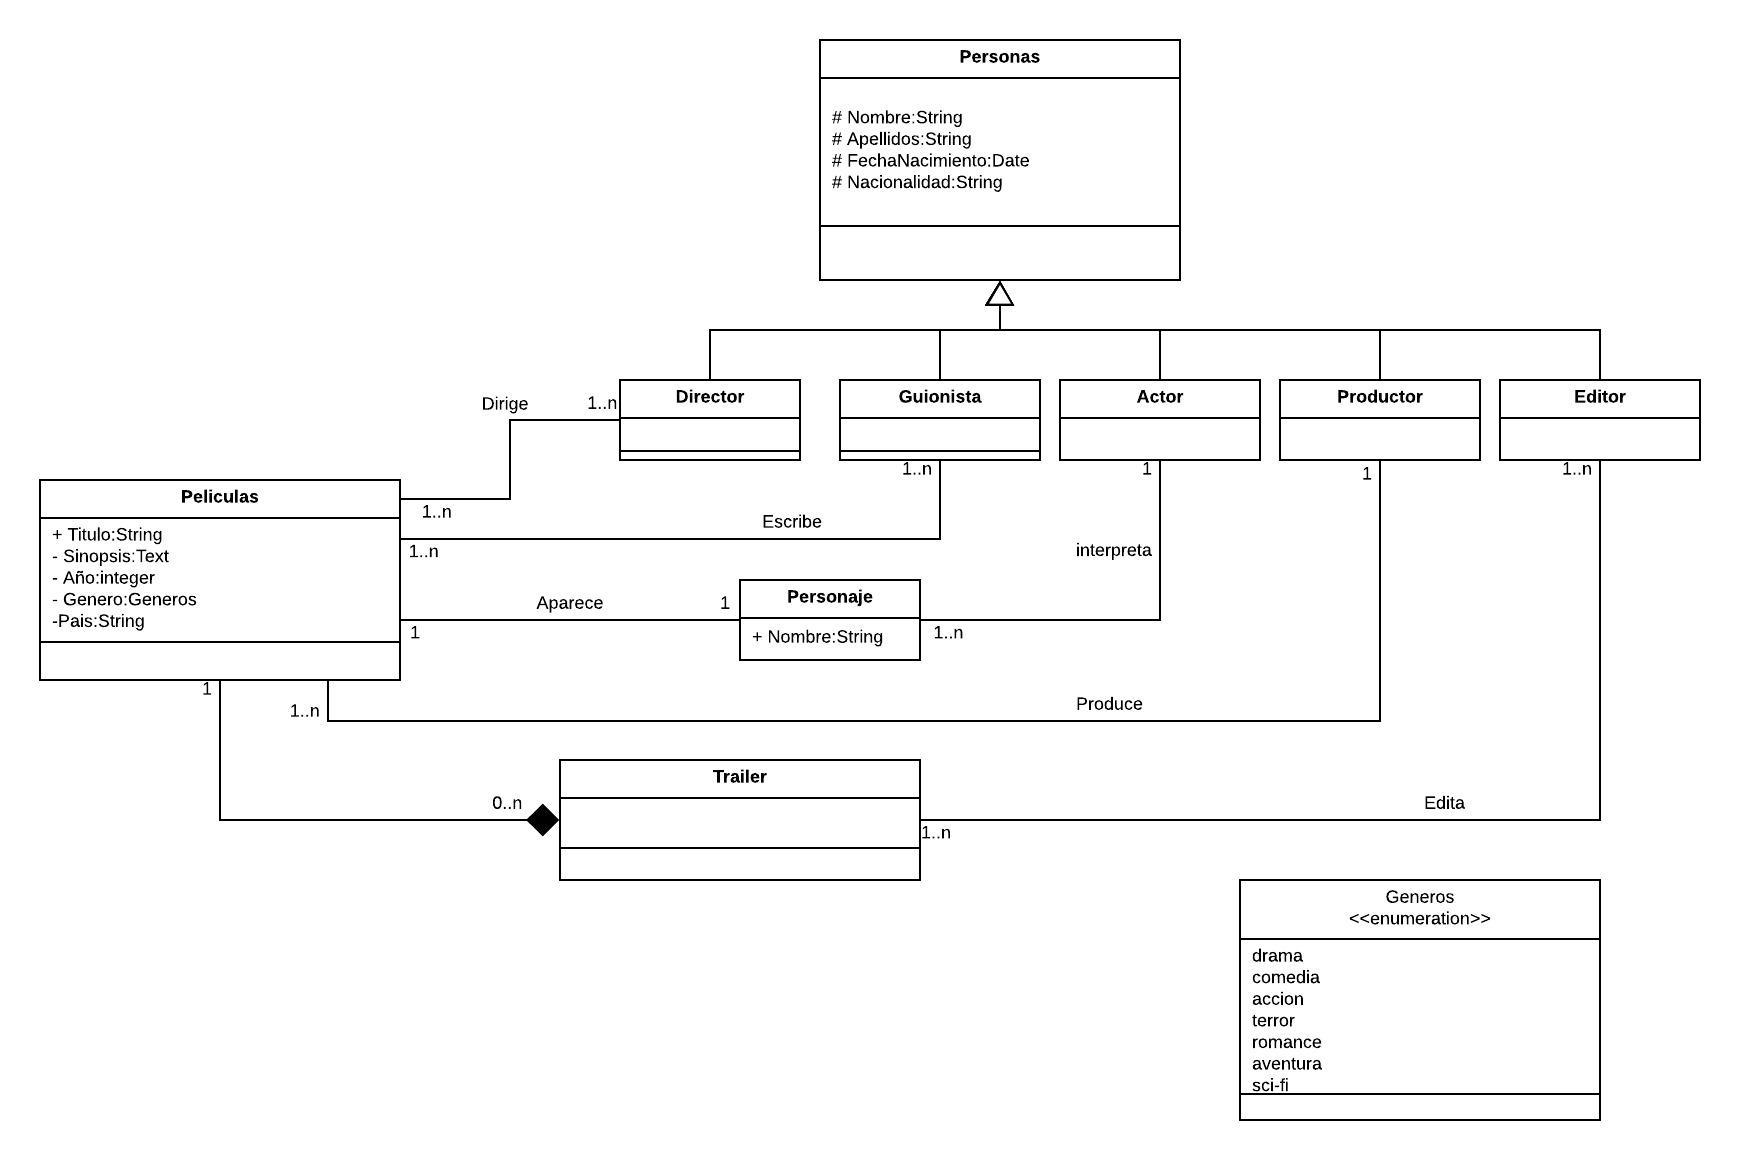 Personas
# Nombre:String
# Apellidos:String
# FechaNacimiento:Date
# Nacionalidad:String
Dirige
1..n
Director
Guionista
Actor
Productor
Editor
1..n
1
1
1..n
Peliculas
1..n
Escribe
+ Titulo:String
- Sinopsis:Text
- Año:integer
- Genero:Generos
-Pais:String
1..n
interpreta
Aparece
1
Personaje
+ Nombre:String
1
1..n
1
1..n
Produce
Trailer
0..n
Edita
1..n
Generos
<<enumeration>>
drama
comedia
accion
terror
romance
aventura
sci-fi